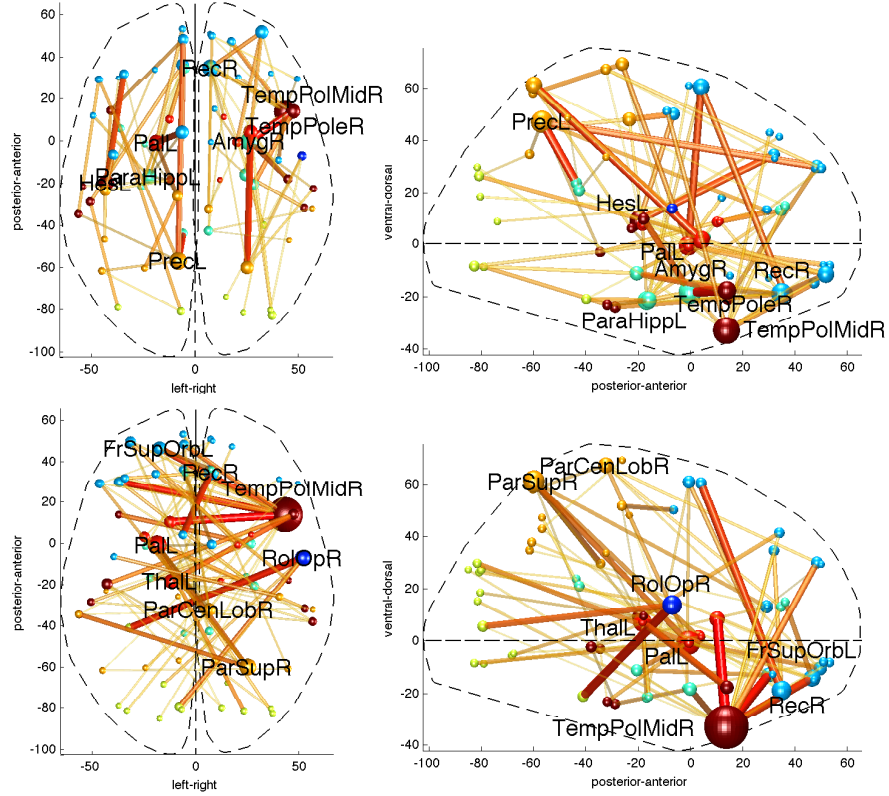 60
40
20
0
-20
-40
-60
-80
-100
-50
0
50
left-right
posterior-anterior
RecR
TempPolMidR
TempPoleR
PalL
AmygR
ParaHippL
HesL
PrecL
60
40
20
0
-20
-40
-100
-80
-60
-40
-20
0
20
40
60
posterior-anterior
ventral-dorsal
PrecL
HesL
PalL
AmygR
RecR
TempPoleR
ParaHippL
TempPolMidR
60
40
20
0
-20
-40
-60
-80
-100
-50
0
50
left-right
posterior-anterior
FrSupOrbL
RecR
TempPolMidR
PalL
RolOpR
ThalL
ParCenLobR
ParSupR
60
40
20
0
-20
-40
-100
-80
-60
-40
-20
0
20
40
60
posterior-anterior
ventral-dorsal
ParCenLobR
ParSupR
RolOpR
ThalL
PalL
FrSupOrbL
RecR
TempPolMidR